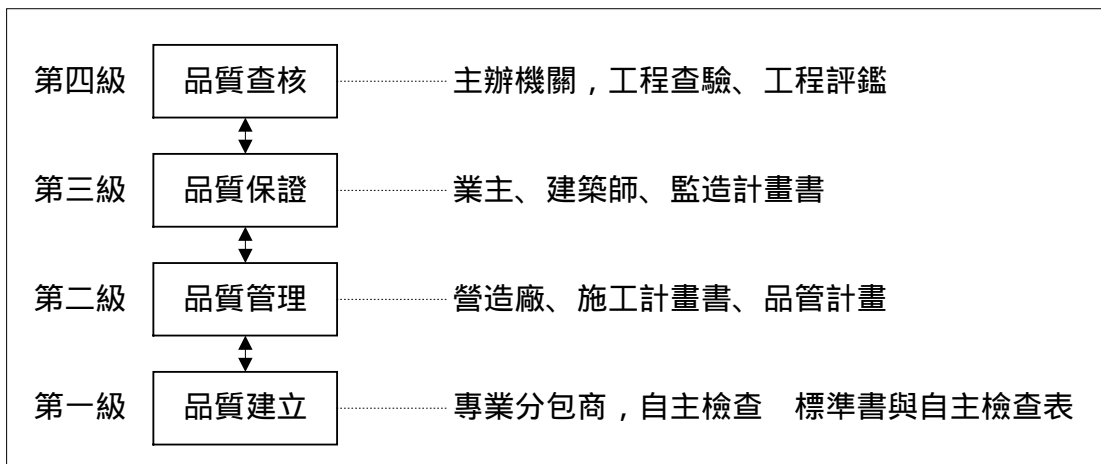 第四級 品質查核 主辦機關，工程查驗、工程評鑑
第三級 品質保證 業主、建築師、監造計畫書
第二級 品質管理 營造廠、施工計畫書、品管計畫
第一級 品質建立 專業分包商，自主檢查　標準書與自主檢查表